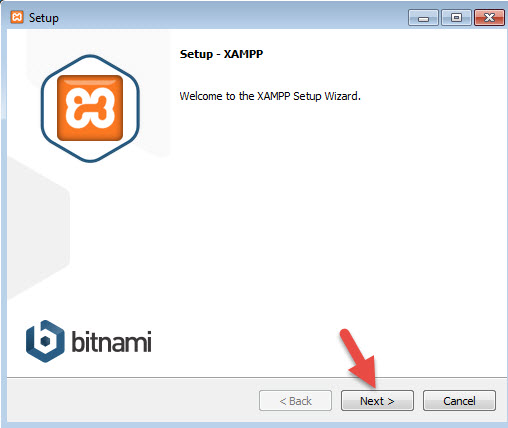 Setup
Setup - XAMPP
Welcome to the XAMPP Setup Wizard.
bitnami
< Back
Next >
Cancel